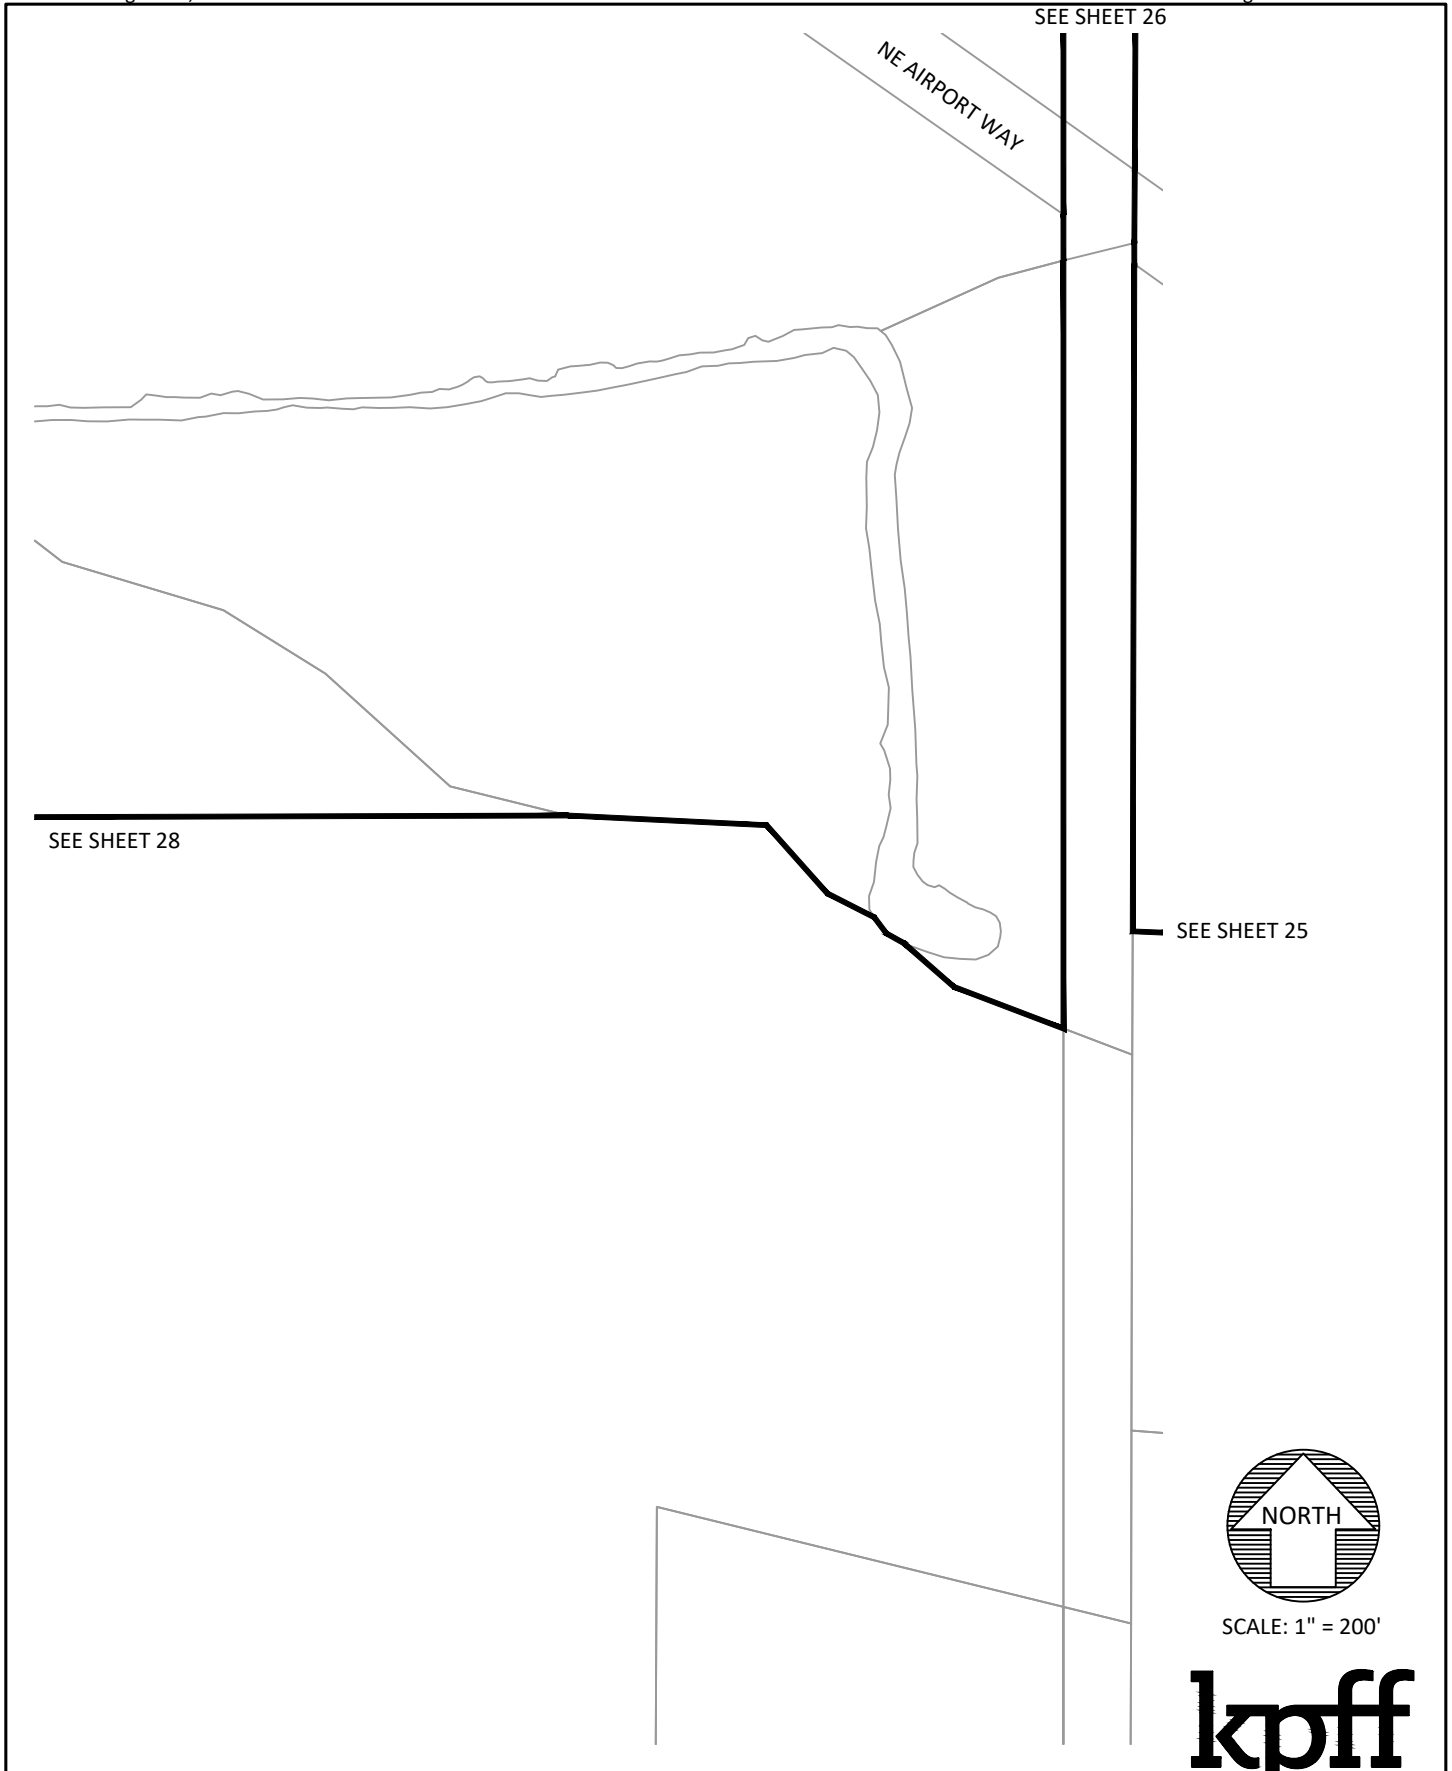 SEE SHEET 26
NE AIRPORT WAY
SEE SHEET 28
SEE SHEET 25
NORTH
SCALE: 1" = 200'
kpff